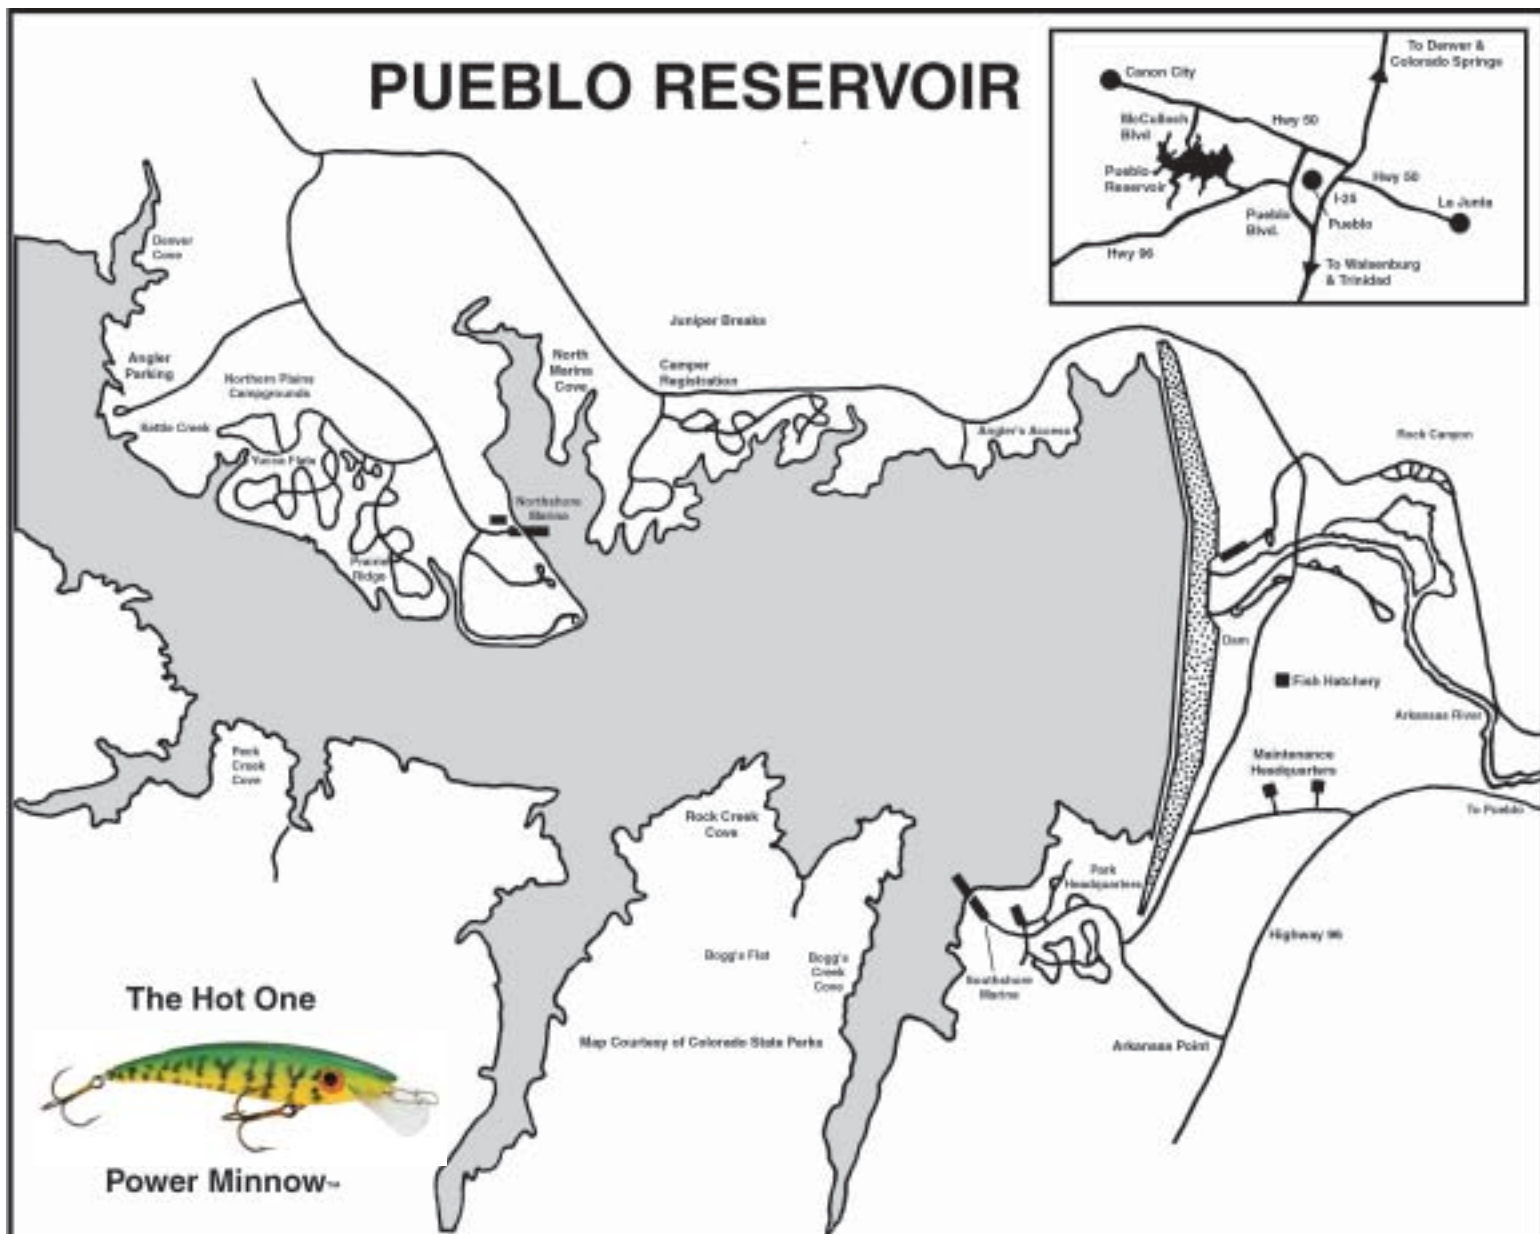 PUEBLO RESERVOIR
To Denver &
Colorado Springs
Canon City
McCulloch
Blvd
Hwy 50
Pueblo
Reservoir
Hwy 50
I-25
La Junta
Pueblo
Blvd.
Pueblo
Hwy 96
To Walsenburg
& Trinidad
Denver
Cove
Juniper Breaks
Angler
Parking
North
Marina
Cove
Camper
Registration
Northern Plains
Campgrounds
Kettle Creek
Angler's Access
Rock Canyon
Yucca Flats
Northshore
Marina
Prairie
Ridge
Dam
Fish Hatchery
Arkansas River
Peck
Creek
Cove
Maintenance
Headquarters
Rock Creek
Cove
To Pueblo
Park
Headquarters
Highway 96
Bogg's Flat
Bogg's
Creek
Cove
Southshore
Marina
The Hot One
Map Courtesy of Colorado State Parks
Arkansas Point
Power Minnow™